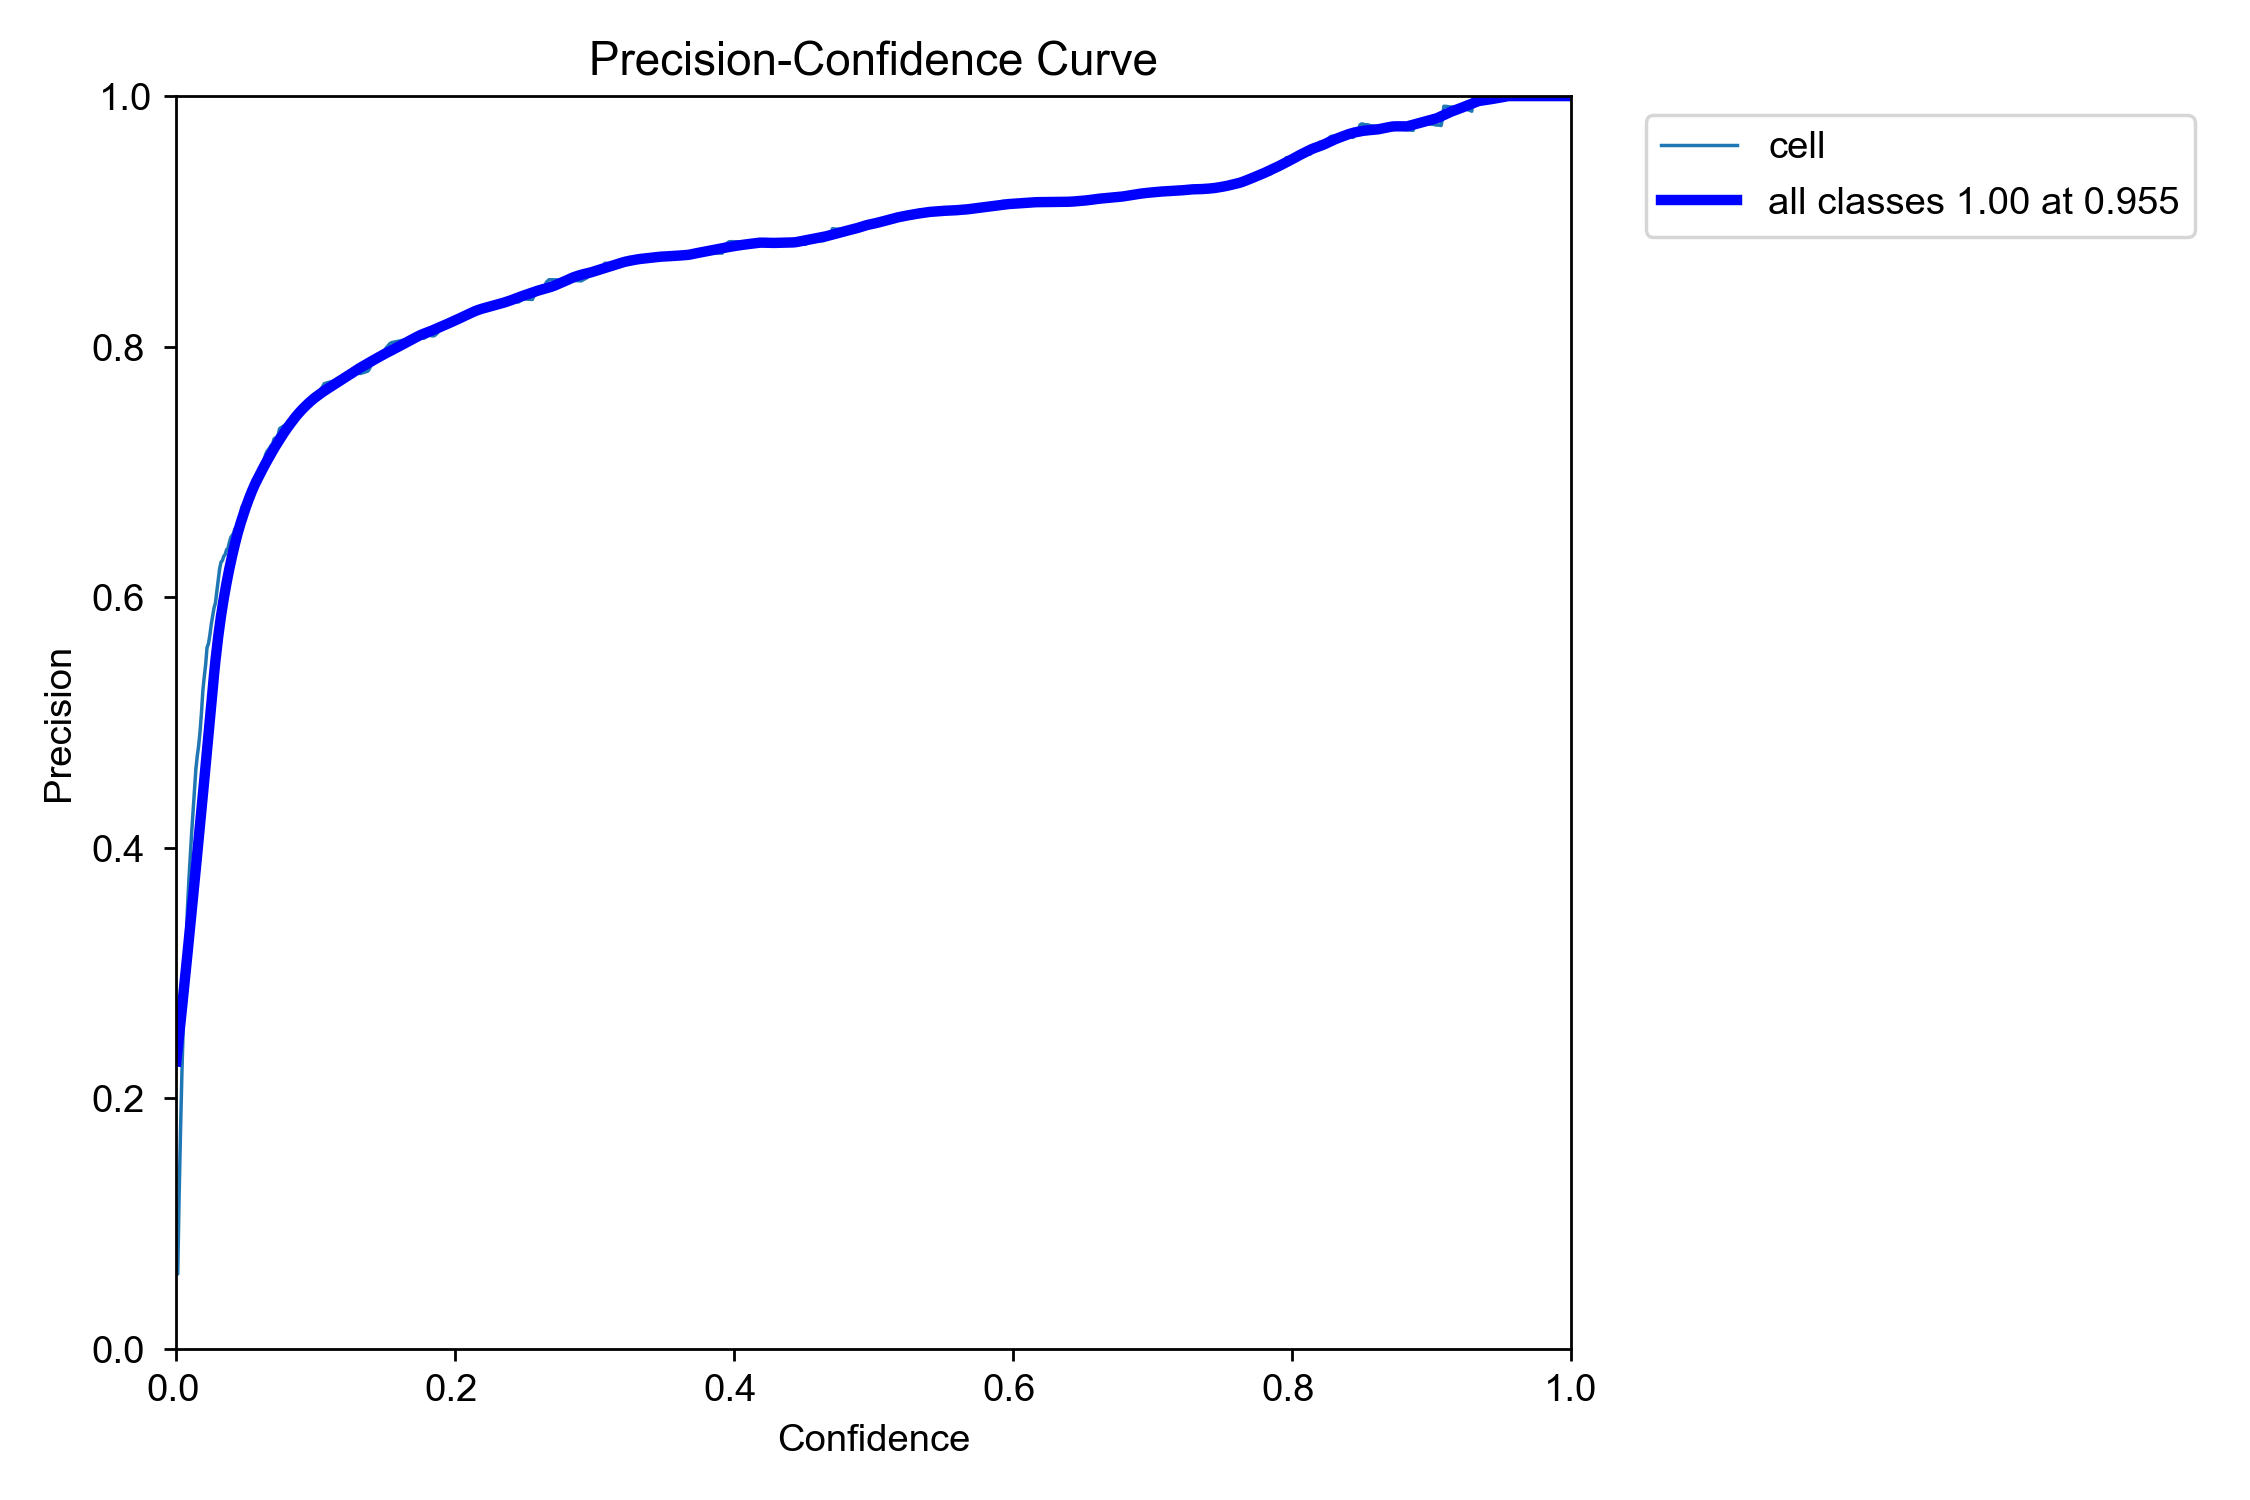 Precision-Confidence Curve
1.0
0.8
0.6
0.4
0.2
0.0
Precision
0.0 0.2 0.4 0.6 0.8 1.0
Confidence
cell
all classes 1.00 at 0.955